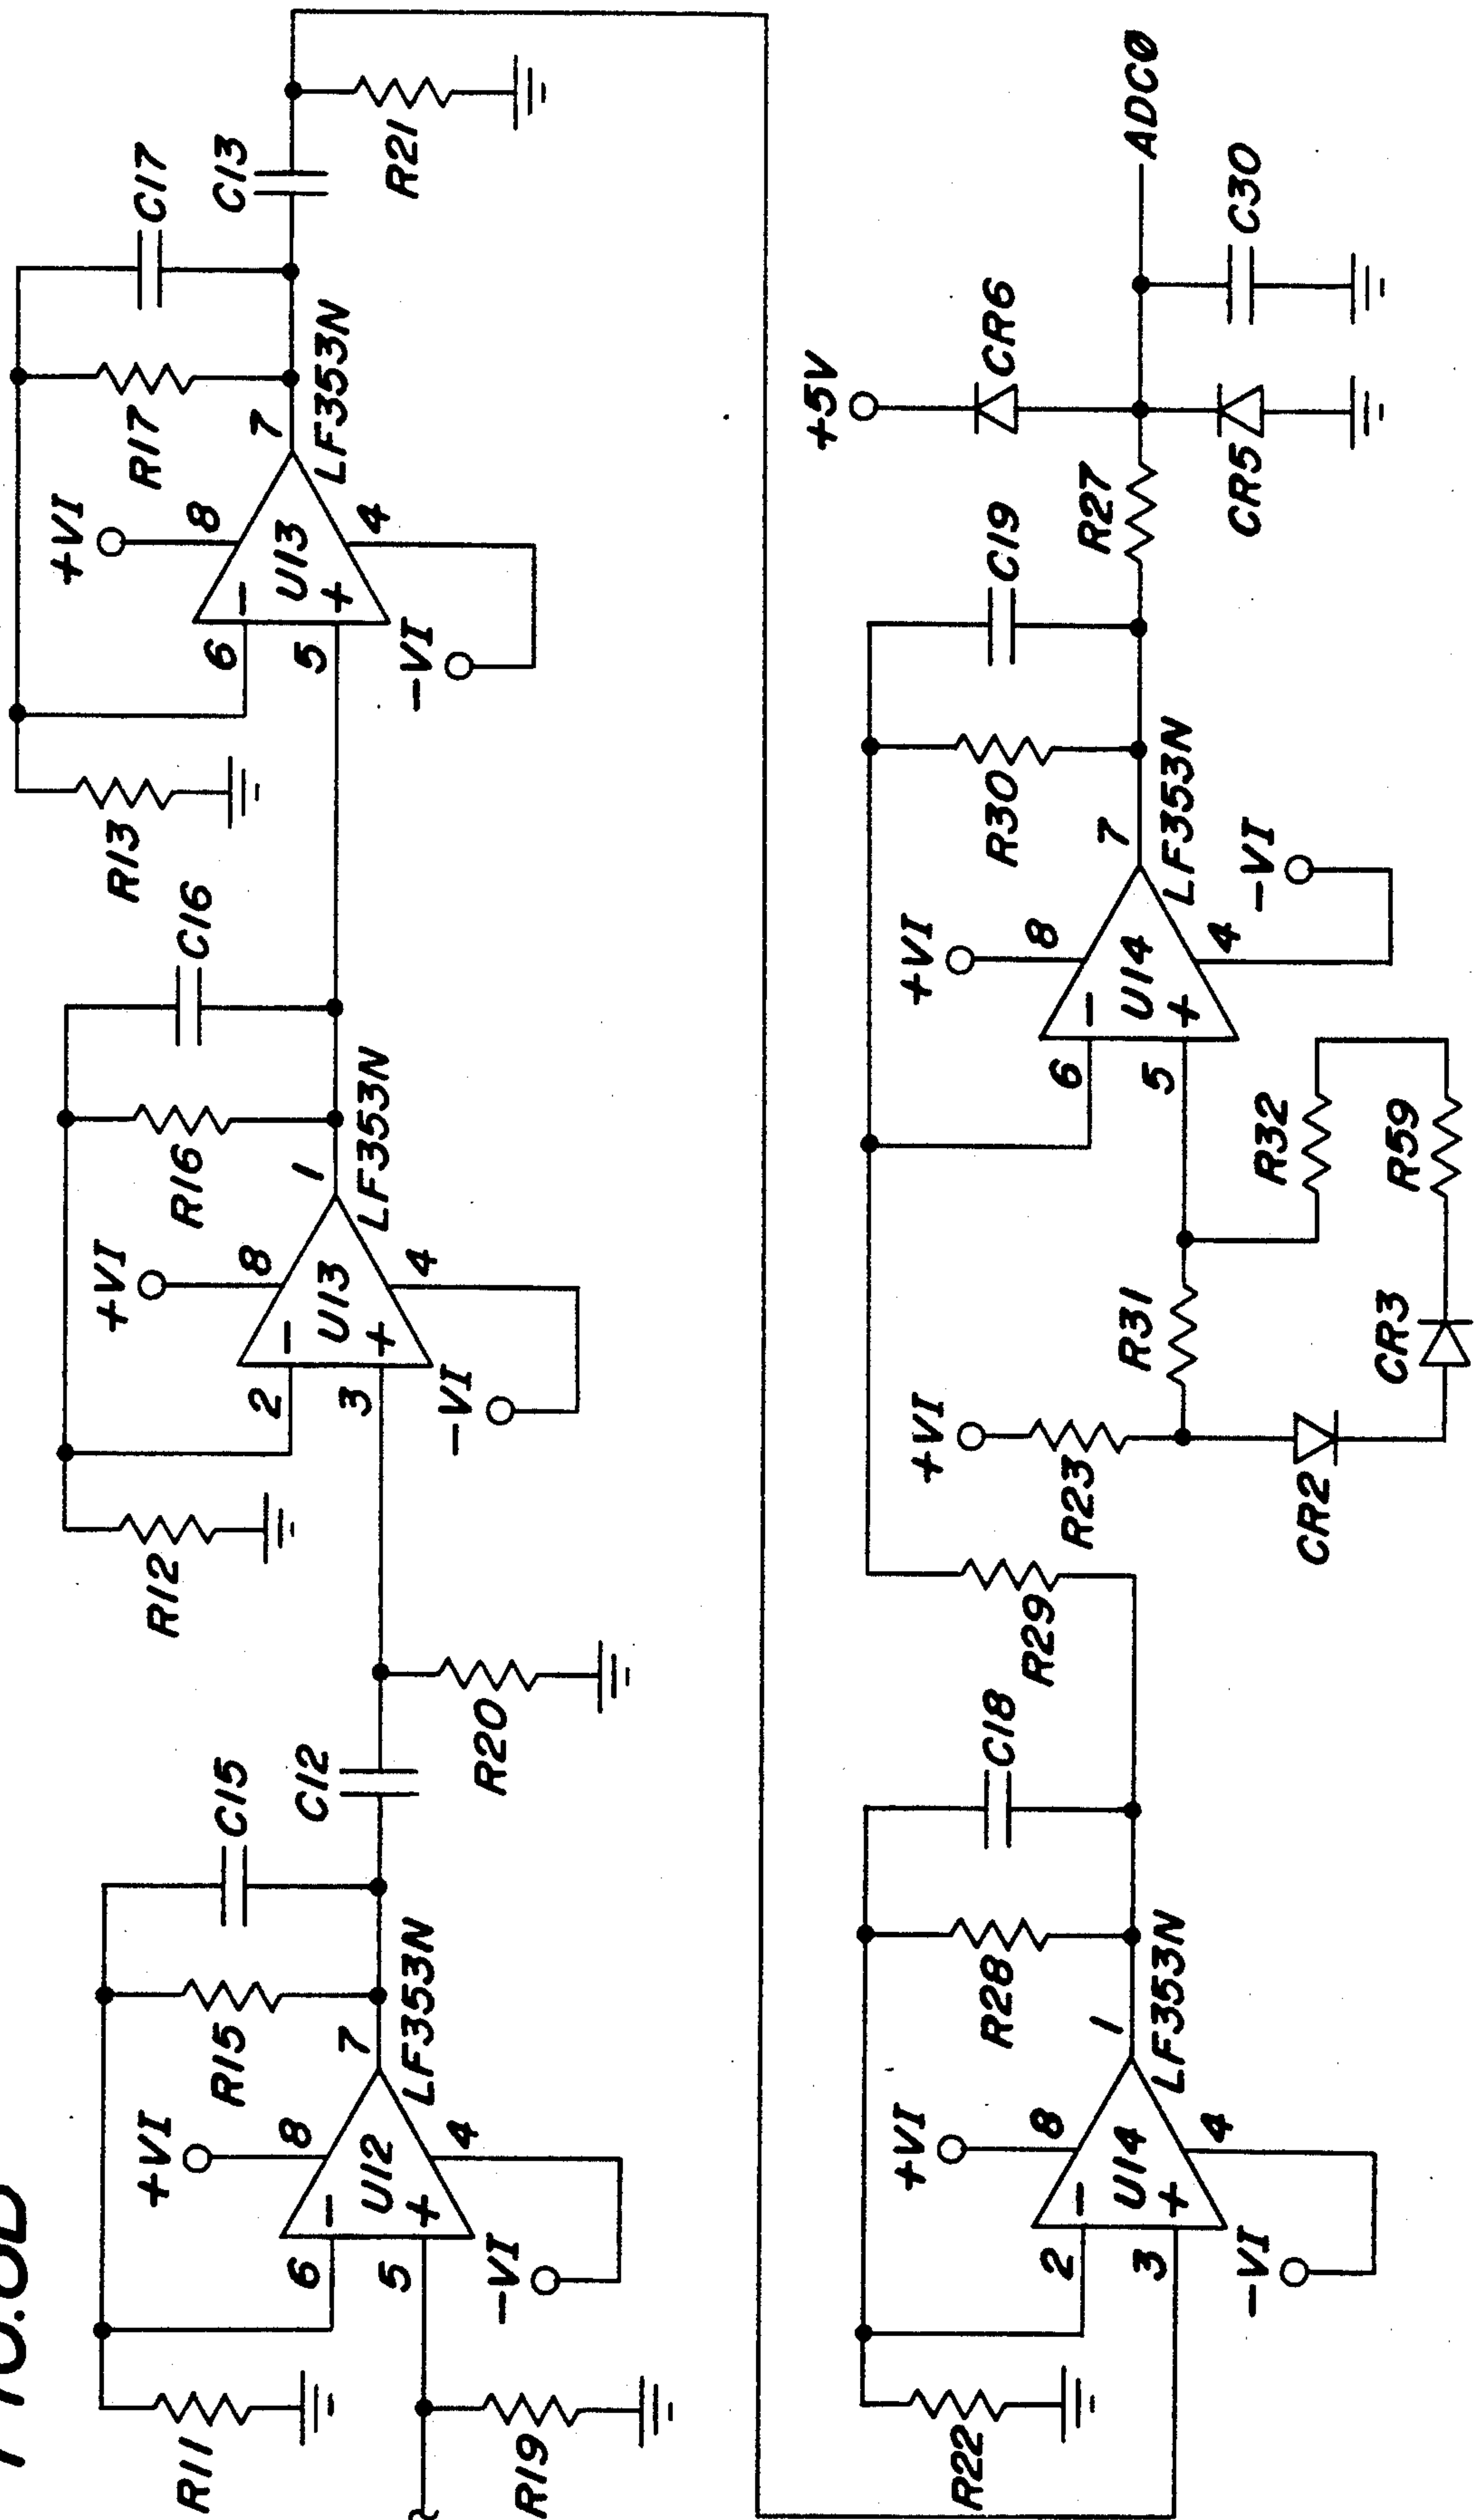 R11
+VI
R15
C15
6
8
7
U12
−
+
5
4
LF353N
−VI
R19
C12
R20
R12
+VI
R16
C16
2
8
1
U13
−
+
3
4
LF353N
−VI
R13
+VI
R17
C17
6
8
7
U13
−
+
5
4
LF353N
−VI
C13
R21
R22
+VI
R28
C18
2
8
1
U14
−
+
3
4
LF353N
−VI
R29
+VI
R23
R31
CR2
CR3
R32
R59
+VI
R30
C19
6
8
7
U14
−
+
5
4
LF353N
−VI
R27
+5V
CR6
CR5
C30
ADC0